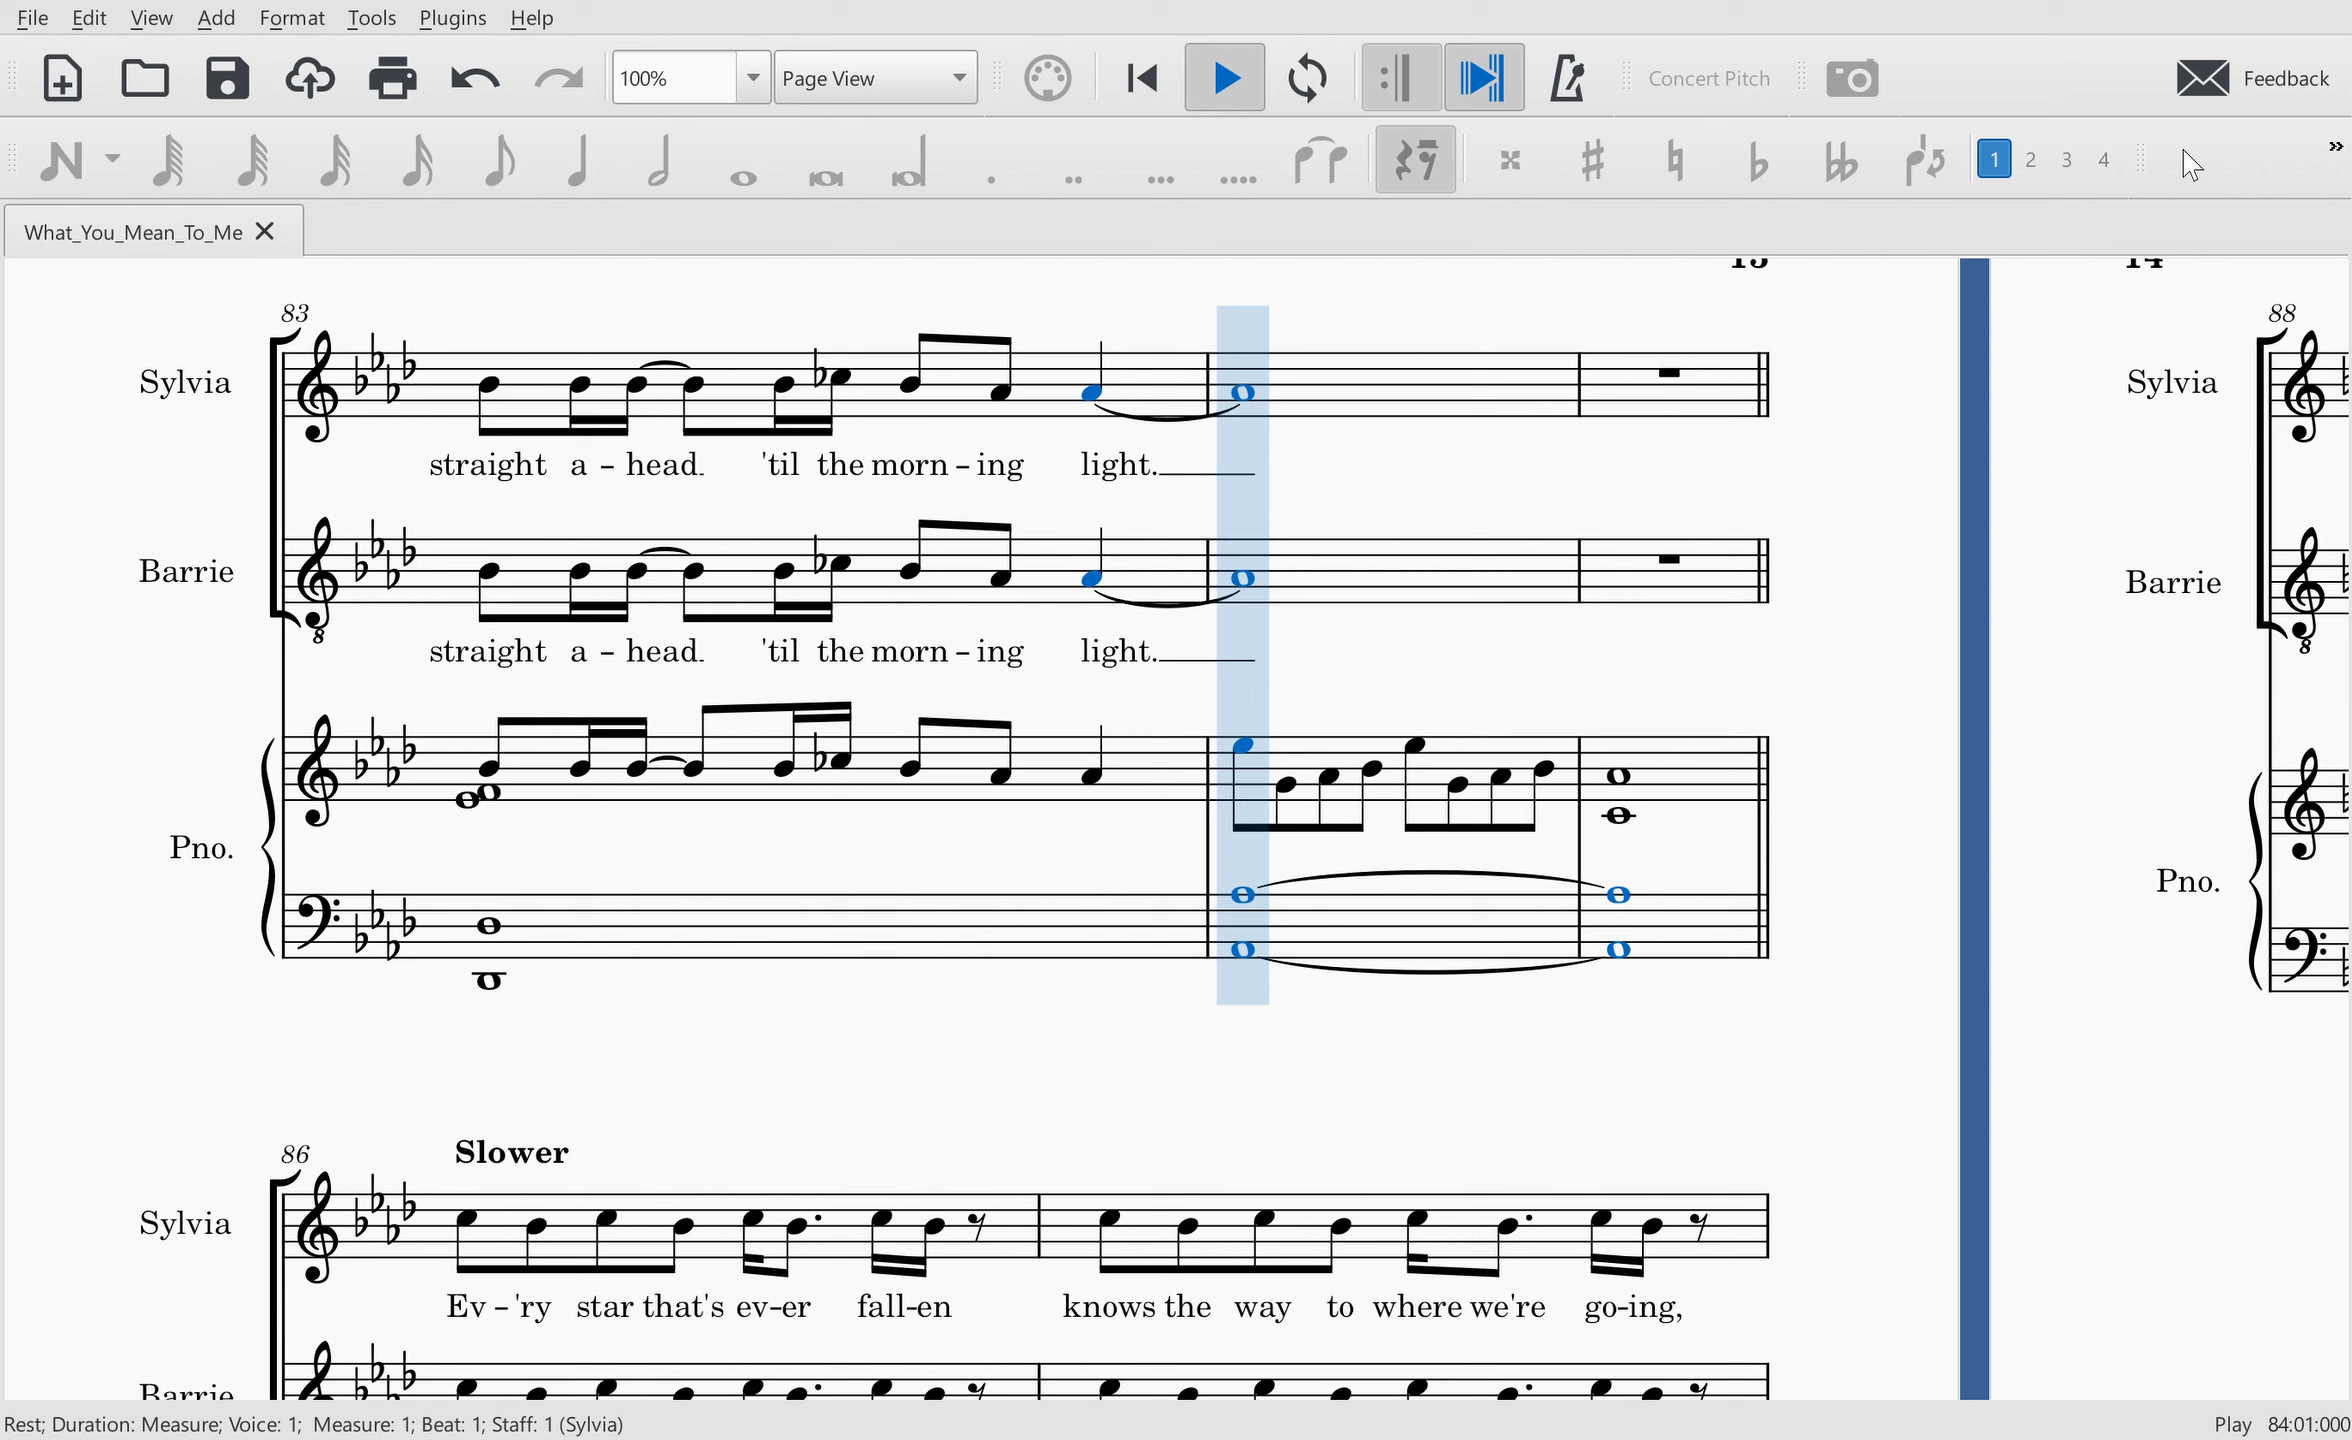 File Edit View Add Format Tools Plugins Help
100% Page View Concert Pitch Feedback
1 2 3 4 »
What_You_Mean_To_Me
13 14
83 88
Sylvia Sylvia
straight a - head. 'til the morn - ing light.
Barrie Barrie
8 8
straight a - head. 'til the morn - ing light.
Pno. Pno.
86 Slower
Sylvia
Ev - 'ry star that's ev-er fall-en knows the way to where we're go-ing,
Barrie
Rest; Duration: Measure; Voice: 1; Measure: 1; Beat: 1; Staff: 1 (Sylvia) Play 84:01:000